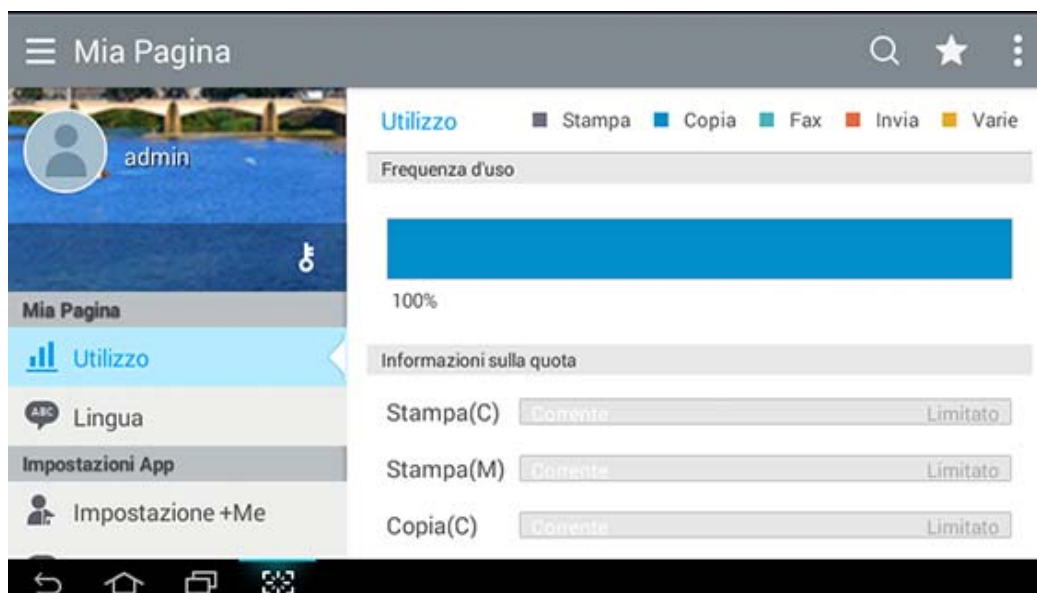 Mia Pagina
admin
Mia Pagina
Utilizzo
ABC
Lingua
Impostazioni App
Impostazione +Me
Utilizzo Stampa Copia Fax Invia Varie
Frequenza d'uso
100%
Informazioni sulla quota
Stampa(C) Corrente Limitato
Stampa(M) Corrente Limitato
Copia(C) Corrente Limitato